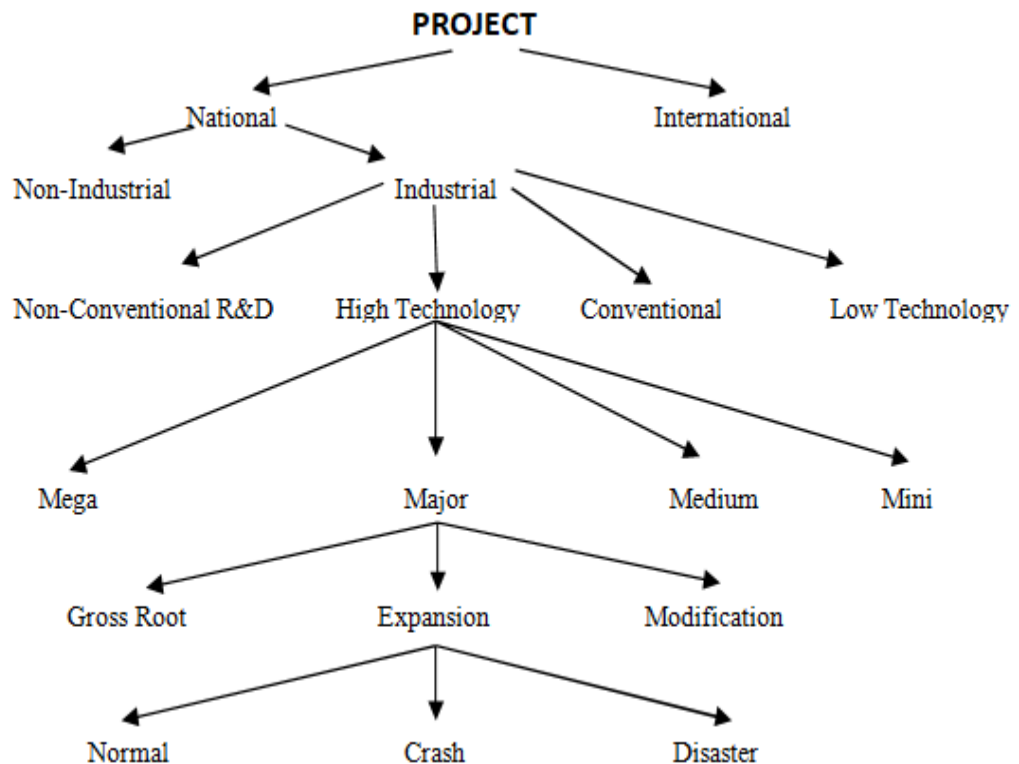 PROJECT
National International
Non-Industrial Industrial
Non-Conventional R&D High Technology Conventional Low Technology
Mega Major Medium Mini
Gross Root Expansion Modification
Normal Crash Disaster